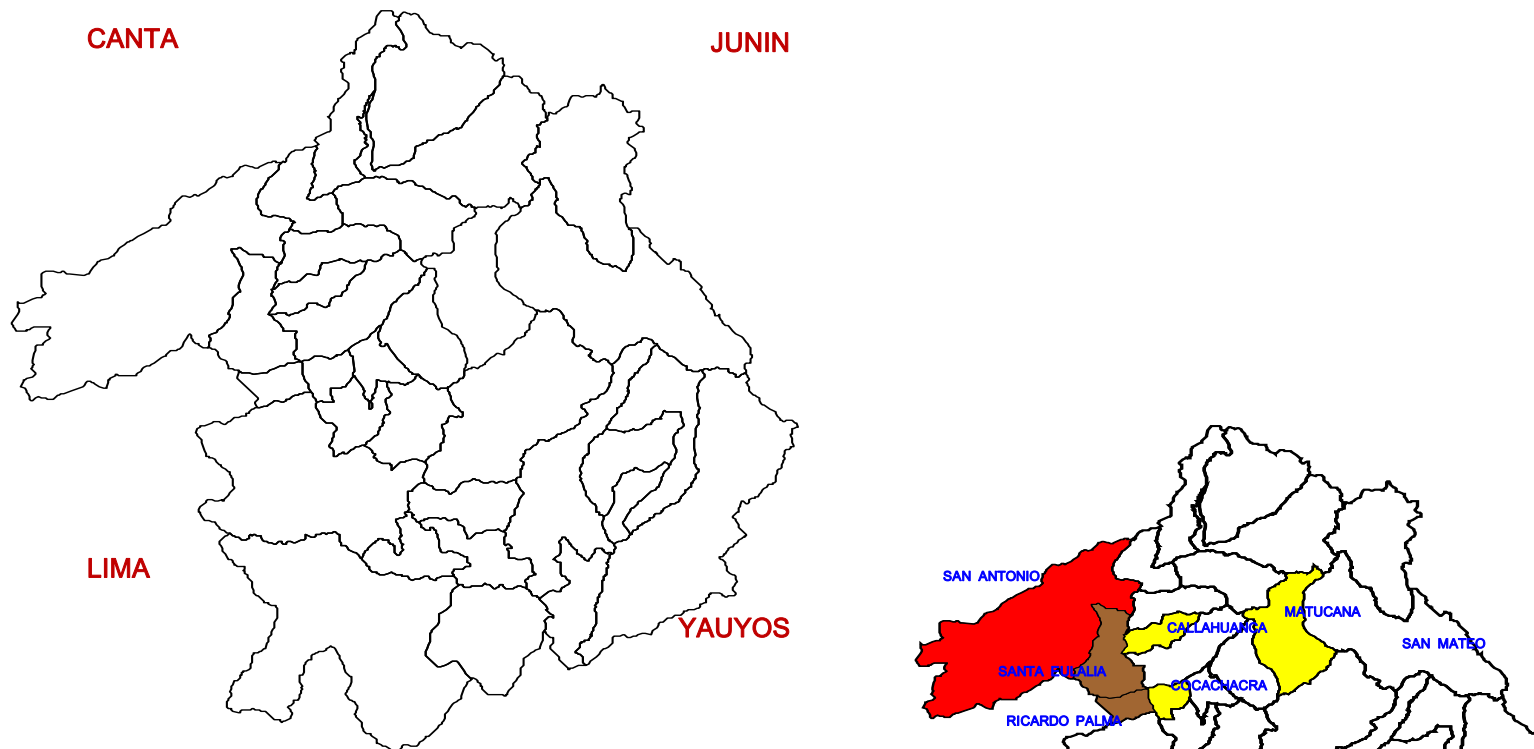 CANTA
JUNIN
LIMA
YAUYOS
SAN ANTONIO
MATUCANA
CALLAHUANCA
SAN MATEO
SANTA EULALIA
COCACHACRA
RICARDO PALMA